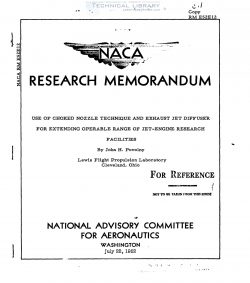 TECHNICAL LIBRARY
Copy
RM E52E12
NACA RM E52E12
NACA
RESEARCH MEMORANDUM
USE OF CHOKED NOZZLE TECHNIQUE AND EXHAUST JET DIFFUSER
FOR EXTENDING OPERABLE RANGE OF JET-ENGINE RESEARCH
FACILITIES
By John H. Povolny
Lewis Flight Propulsion Laboratory
Cleveland, Ohio
FOR REFERENCE
NOT TO BE TAKEN FROM THIS ROOM
NATIONAL ADVISORY COMMITTEE
FOR AERONAUTICS
WASHINGTON
July 22, 1952